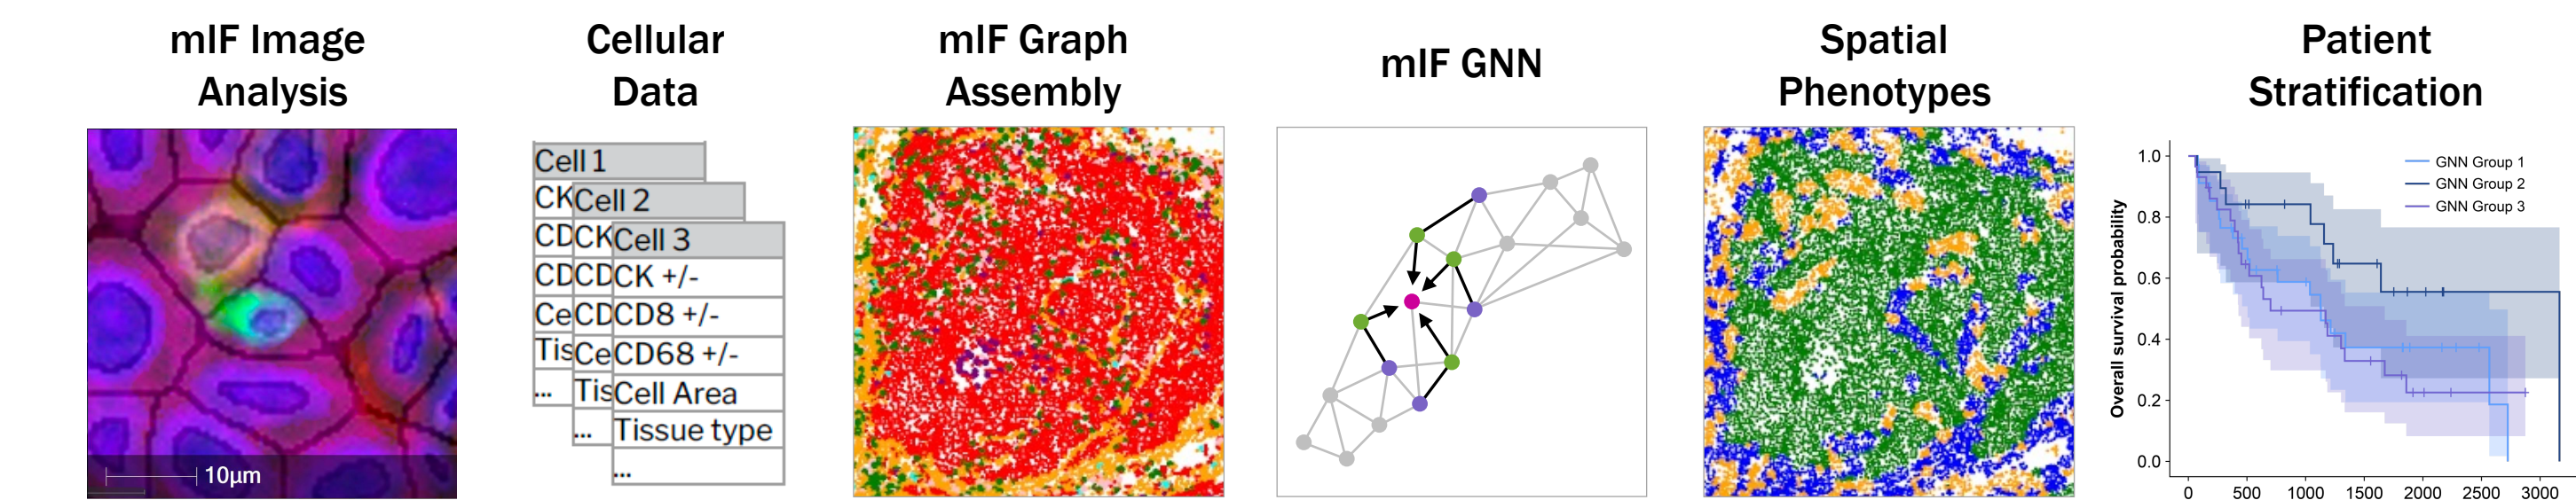 mIF Image
Analysis
Cellular
Data
mIF Graph
Assembly
mIF GNN
Spatial
Phenotypes
Patient
Stratification
10µm
Cell 1
CK
CD
CD
Ce
Tis
...
Cell 2
CK
CD
CD
Ce
Tis
...
Cell 3
CK +/-
CD8 +/-
CD68 +/-
Cell Area
Tissue type
...
Overall survival probability
1.0
0.8
0.6
0.4
0.2
0.0
GNN Group 1
GNN Group 2
GNN Group 3
0 500 1000 1500 2000 2500 3000